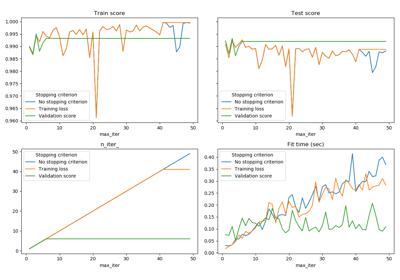 Train score
Test score
1.000
0.995
0.990
0.985
0.980
0.975
0.970
0.965
0.960
Stopping criterion
No stopping criterion
Training loss
Validation score
Stopping criterion
No stopping criterion
Training loss
Validation score
0 10 20 30 40 50
0 10 20 30 40 50
max_iter
max_iter
n_iter_
Fit time (sec)
50
40
30
20
10
0
Stopping criterion
No stopping criterion
Training loss
Validation score
0.40
0.35
0.30
0.25
0.20
0.15
0.10
0.05
0.00
Stopping criterion
No stopping criterion
Training loss
Validation score
0 10 20 30 40 50
0 10 20 30 40 50
max_iter
max_iter